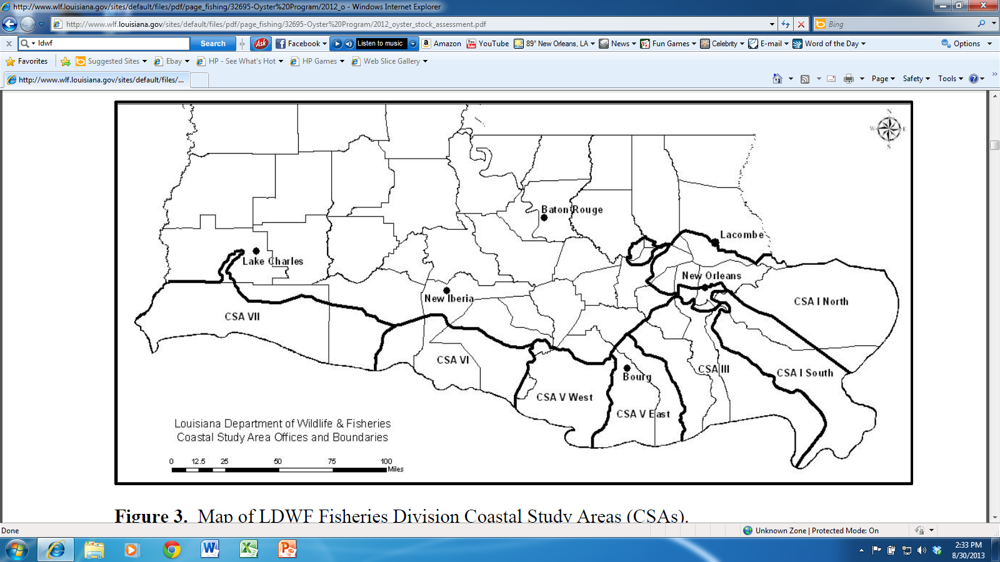 http://www.wlf.louisiana.gov/sites/default/files/pdf/page_fishing/32695-Oyster%20Program/2012_o - Windows Internet Explorer
http://www.wlf.louisiana.gov/sites/default/files/pdf/page_fishing/32695-Oyster%20Program/2012_oyster_stock_assessment.pdf
Bing
x ldwf Search Ask Facebook Listen to music a Amazon You Tube YouTube 89° New Orleans, LA News Fun Games Celebrity E-mail Word of the Day Options
Favorites Suggested Sites Ebay HP - See What's Hot HP Games Web Slice Gallery
http://www.wlf.louisiana.gov/sites/default/files/... Page Safety Tools
N
W E
S
Baton Rouge
Lacombe
Lake Charles
New Orleans
New Iberia
CSA I North
CSA VII
CSA VI
CSA III
CSA I South
Bourg
CSA V West
CSA V East
Louisiana Department of Wildlife & Fisheries
Coastal Study Area Offices and Boundaries
0 12.5 25 50 75 100
Miles
Figure 3. Map of LDWF Fisheries Division Coastal Study Areas (CSAs).
Done Unknown Zone | Protected Mode: On
2:33 PM
8/30/2013